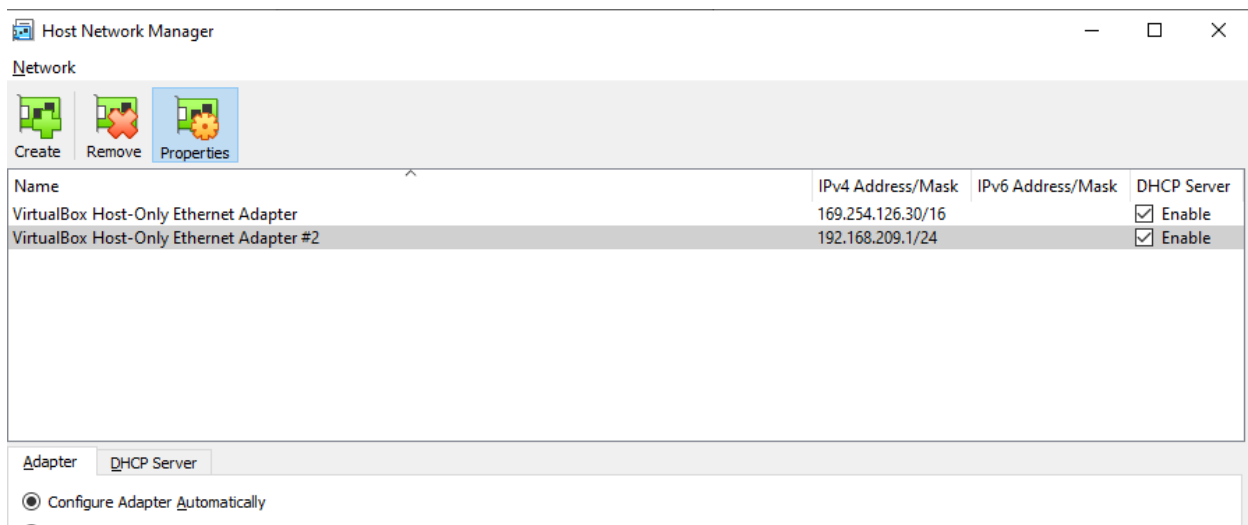 Host Network Manager
Network
Create Remove Properties
Name IPv4 Address/Mask IPv6 Address/Mask DHCP Server
VirtualBox Host-Only Ethernet Adapter 169.254.126.30/16 Enable
VirtualBox Host-Only Ethernet Adapter #2 192.168.209.1/24 Enable
Adapter DHCP Server
Configure Adapter Automatically